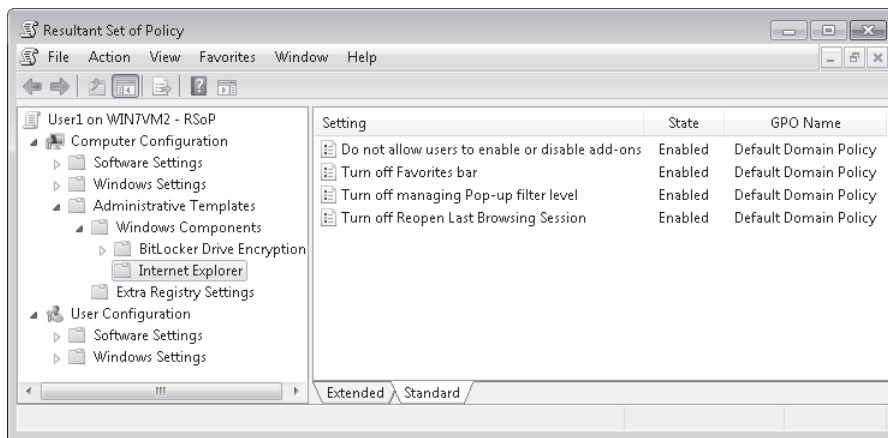 Resultant Set of Policy
File Action View Favorites Window Help
User1 on WIN7VM2 - RSoP
Computer Configuration
Software Settings
Windows Settings
Administrative Templates
Windows Components
BitLocker Drive Encryption
Internet Explorer
Extra Registry Settings
User Configuration
Software Settings
Windows Settings
Setting State GPO Name
Do not allow users to enable or disable add-ons Enabled Default Domain Policy
Turn off Favorites bar Enabled Default Domain Policy
Turn off managing Pop-up filter level Enabled Default Domain Policy
Turn off Reopen Last Browsing Session Enabled Default Domain Policy
Extended Standard